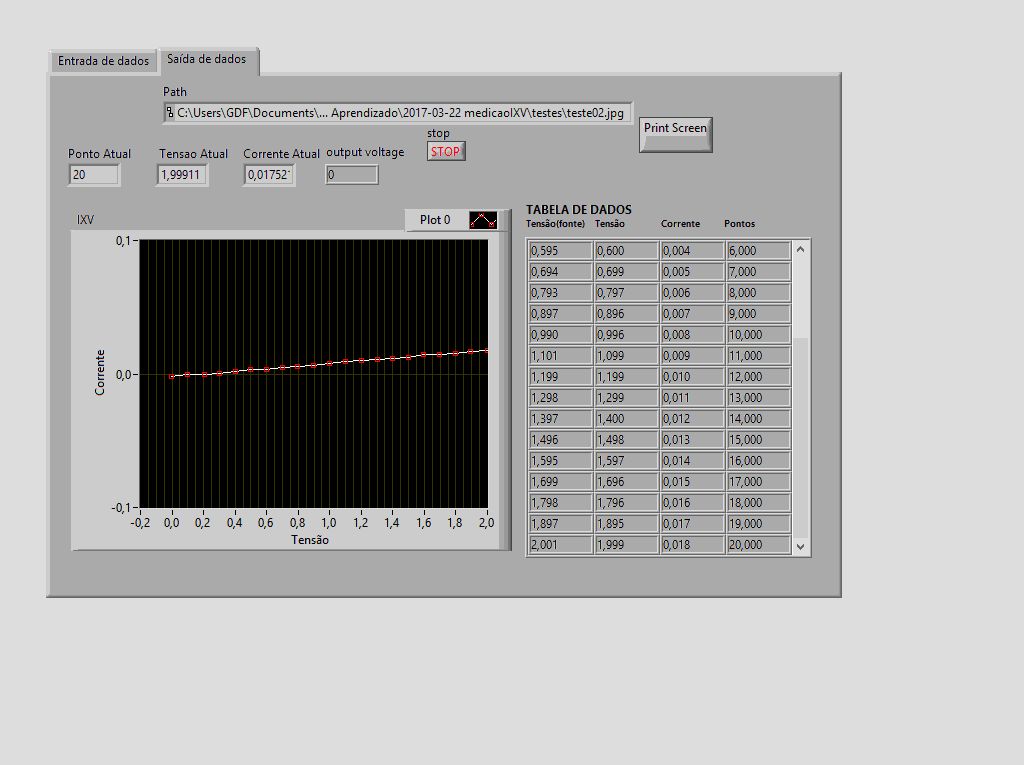 Entrada de dados Saída de dados
Path
C:\Users\GDF\Documents\... Aprendizado\2017-03-22 medicaoIXV\testes\teste02.jpg
Print Screen
stop
STOP
Ponto Atual Tensao Atual Corrente Atual output voltage
20 1,99911 0,01752 0
IXV
Plot 0
Corrente
0,1
0,0
-0,1
-0,2 0,0 0,2 0,4 0,6 0,8 1,0 1,2 1,4 1,6 1,8 2,0
Tensão
TABELA DE DADOS
Tensão(fonte) Tensão Corrente Pontos
0,595 0,600 0,004 6,000
0,694 0,699 0,005 7,000
0,793 0,797 0,006 8,000
0,897 0,896 0,007 9,000
0,990 0,996 0,008 10,000
1,101 1,099 0,009 11,000
1,199 1,199 0,010 12,000
1,298 1,299 0,011 13,000
1,397 1,400 0,012 14,000
1,496 1,498 0,013 15,000
1,595 1,597 0,014 16,000
1,699 1,696 0,015 17,000
1,798 1,796 0,016 18,000
1,897 1,895 0,017 19,000
2,001 1,999 0,018 20,000